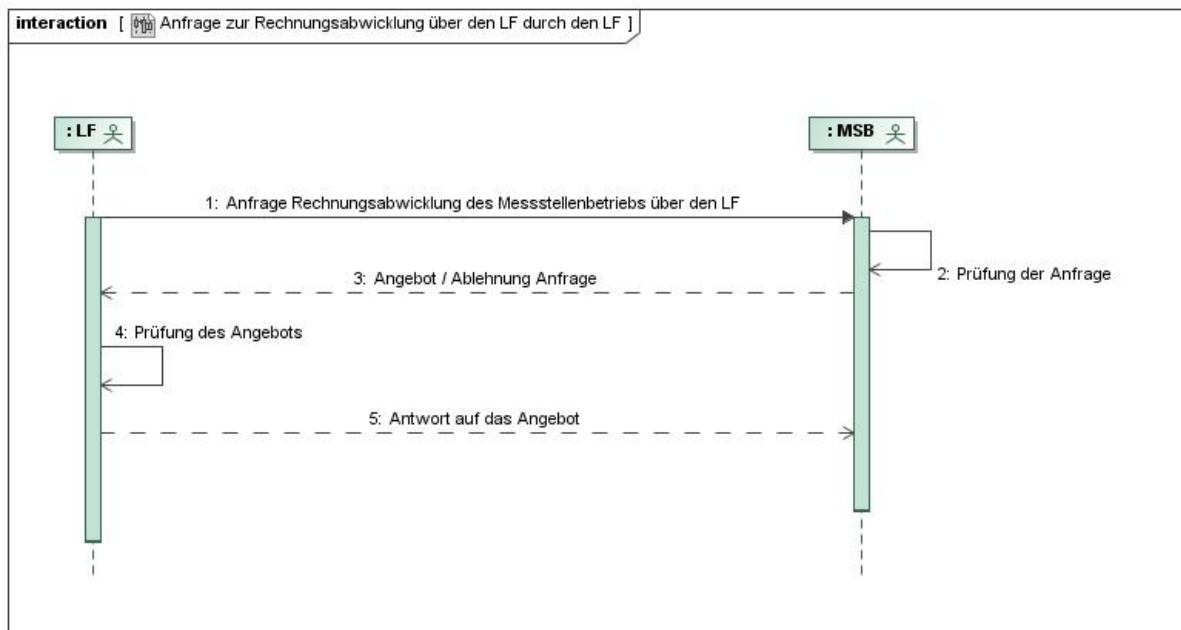 interaction [ Anfrage zur Rechnungsabwicklung über den LF durch den LF ]
: LF
: MSB
1: Anfrage Rechnungsabwicklung des Messstellenbetriebs über den LF
2: Prüfung der Anfrage
3: Angebot / Ablehnung Anfrage
4: Prüfung des Angebots
5: Antwort auf das Angebot